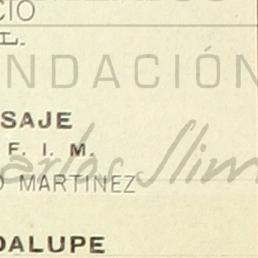 CIO
L.
NDACIÓN
SAJE
F. I. M.
Carlos Slim
O MARTINEZ
DALUPE